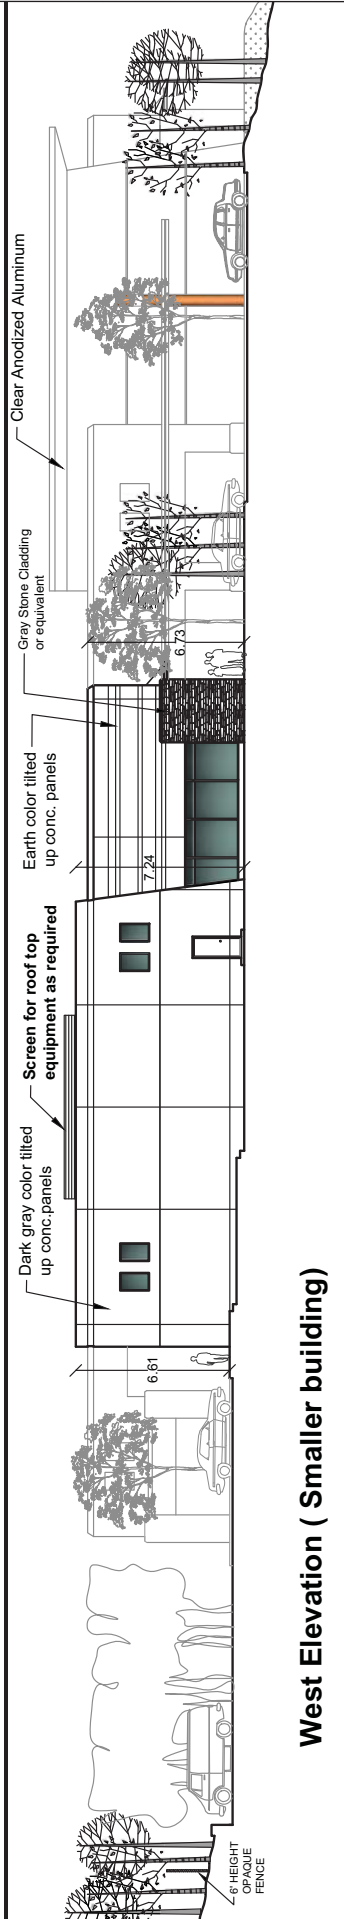 Dark gray color tilted
up conc.panels
Screen for roof top
equipment as required
Earth color tilted
up conc. panels
Gray Stone Cladding
or equivalent
Clear Anodized Aluminum
6.61
7.24
6.73
6' HEIGHT
OPAQUE
FENCE
West Elevation ( Smaller building)